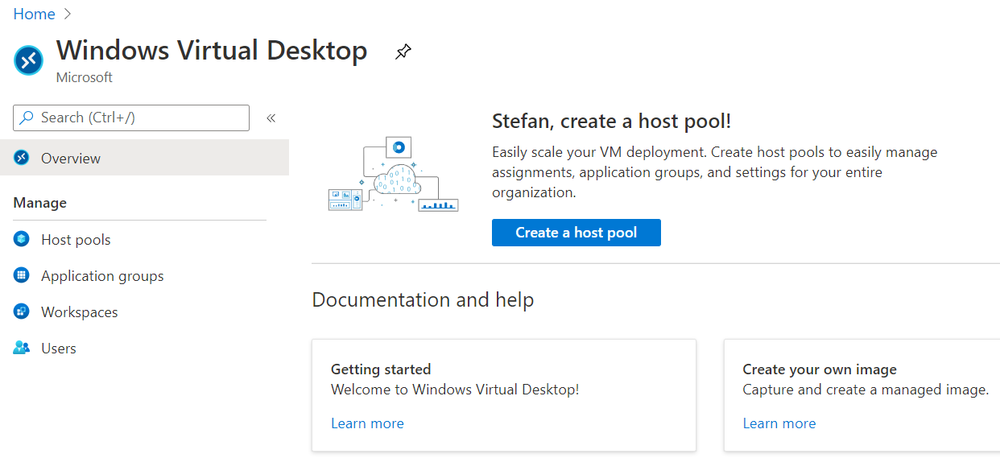 Home >
Windows Virtual Desktop
Microsoft
Search (Ctrl+/)
«
Overview
Manage
Host pools
Application groups
Workspaces
Users
Stefan, create a host pool!
Easily scale your VM deployment. Create host pools to easily manage
assignments, application groups, and settings for your entire
organization.
Create a host pool
Documentation and help
Getting started
Welcome to Windows Virtual Desktop!
Learn more
Create your own image
Capture and create a managed image.
Learn more